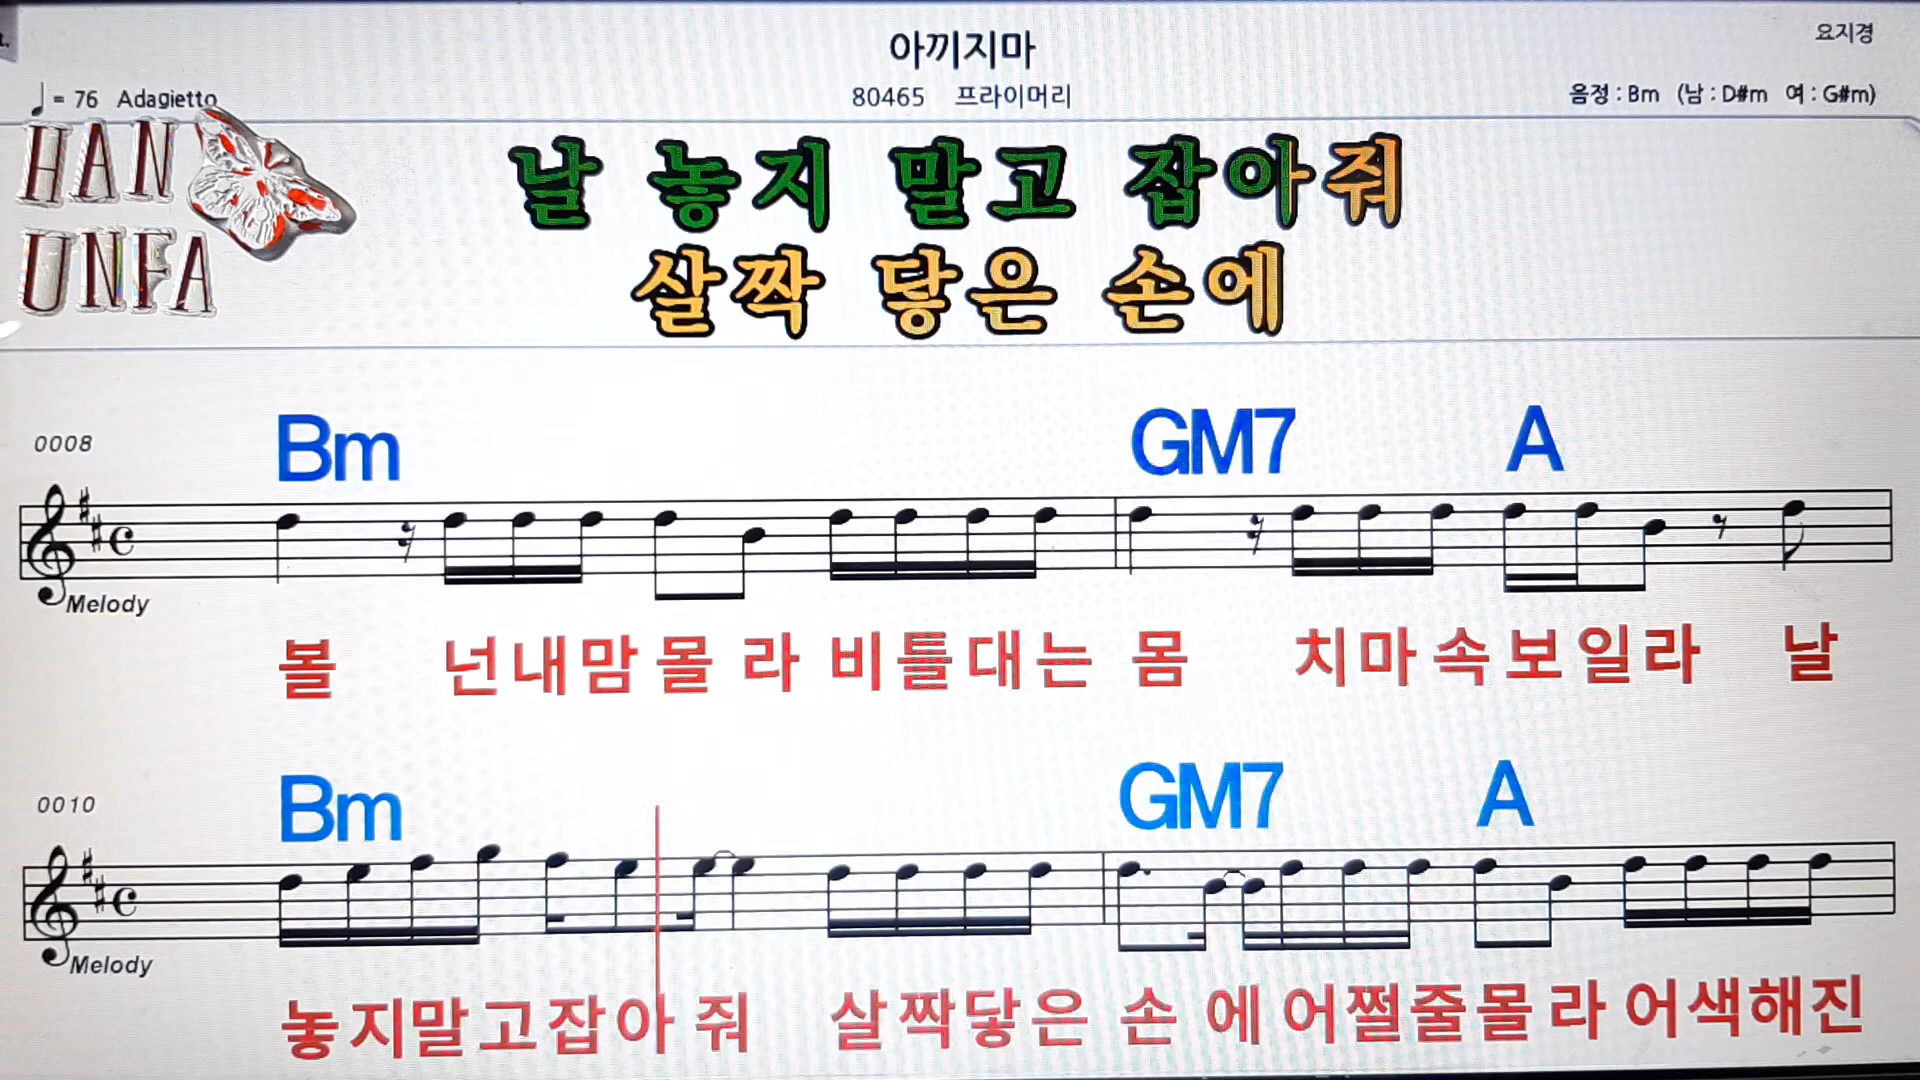 아끼지마
요지경
♩= 76 Adagietto
80465 프라이머리
음정 : Bm (남 : D#m 여 : G#m)
HAN
UNFA
날 놓지 말고 잡아줘
살짝 닿은 손에
0008
Bm GM7 A
Melody
볼 넌내맘몰라비틀대는몸 치마속보일라 날
0010
Bm GM7 A
Melody
놓지말고잡아줘 살짝닿은손에어쩔줄몰라어색해진